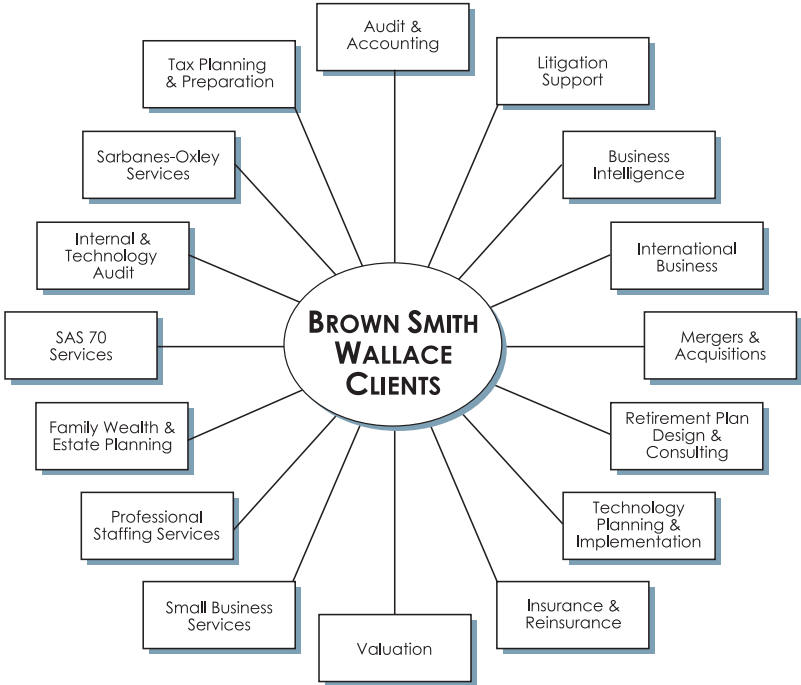 Audit &
Accounting
Tax Planning
& Preparation
Litigation
Support
Sarbanes-Oxley
Services
Business
Intelligence
Internal &
Technology
Audit
International
Business
BROWN SMITH
WALLACE
CLIENTS
SAS 70
Services
Mergers &
Acquisitions
Family Wealth &
Estate Planning
Retirement Plan
Design &
Consulting
Professional
Staffing Services
Technology
Planning &
Implementation
Small Business
Services
Insurance &
Reinsurance
Valuation